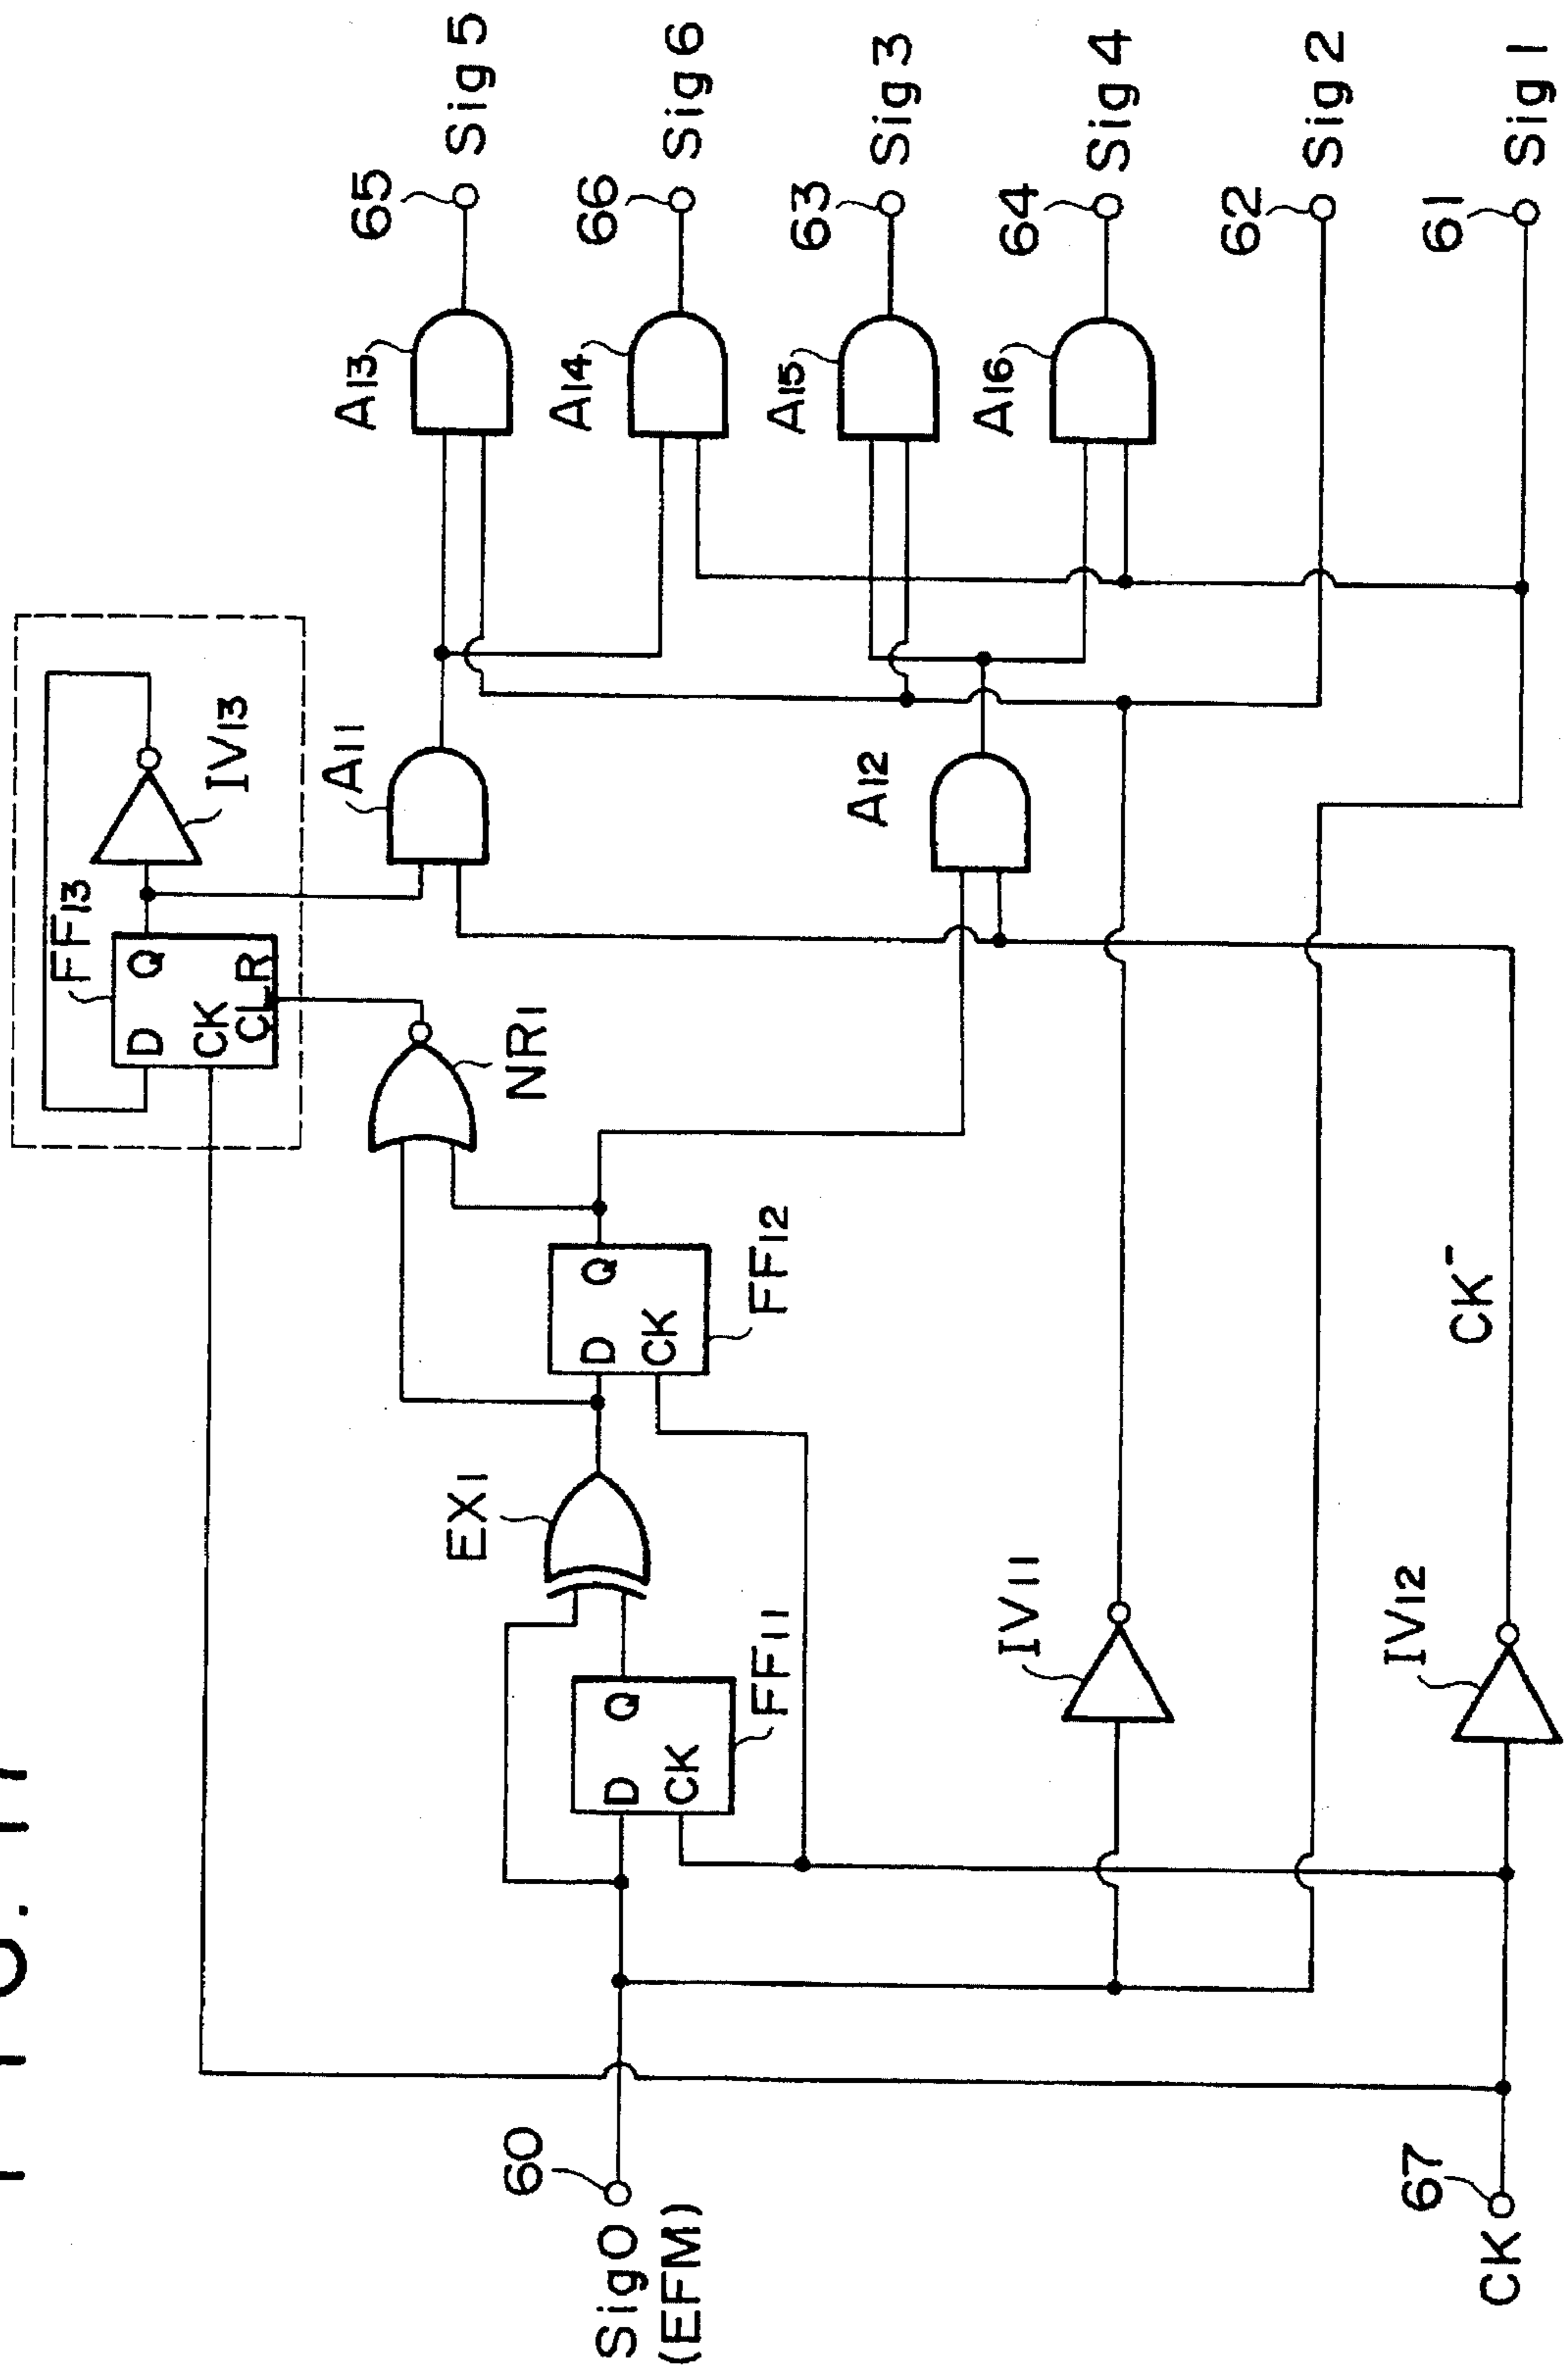 FF13
D
Q
CK
CLR
IV13
65
Sig 5
A13
A11
NR1
60
Sig0
(EFM)
EX1
D
Q
CK
FF11
D
Q
CK
FF12
66
Sig 6
A14
63
Sig 3
A15
A12
64
Sig 4
A16
IV11
62
Sig 2
61
Sig 1
CK⁻
IV12
67
CK